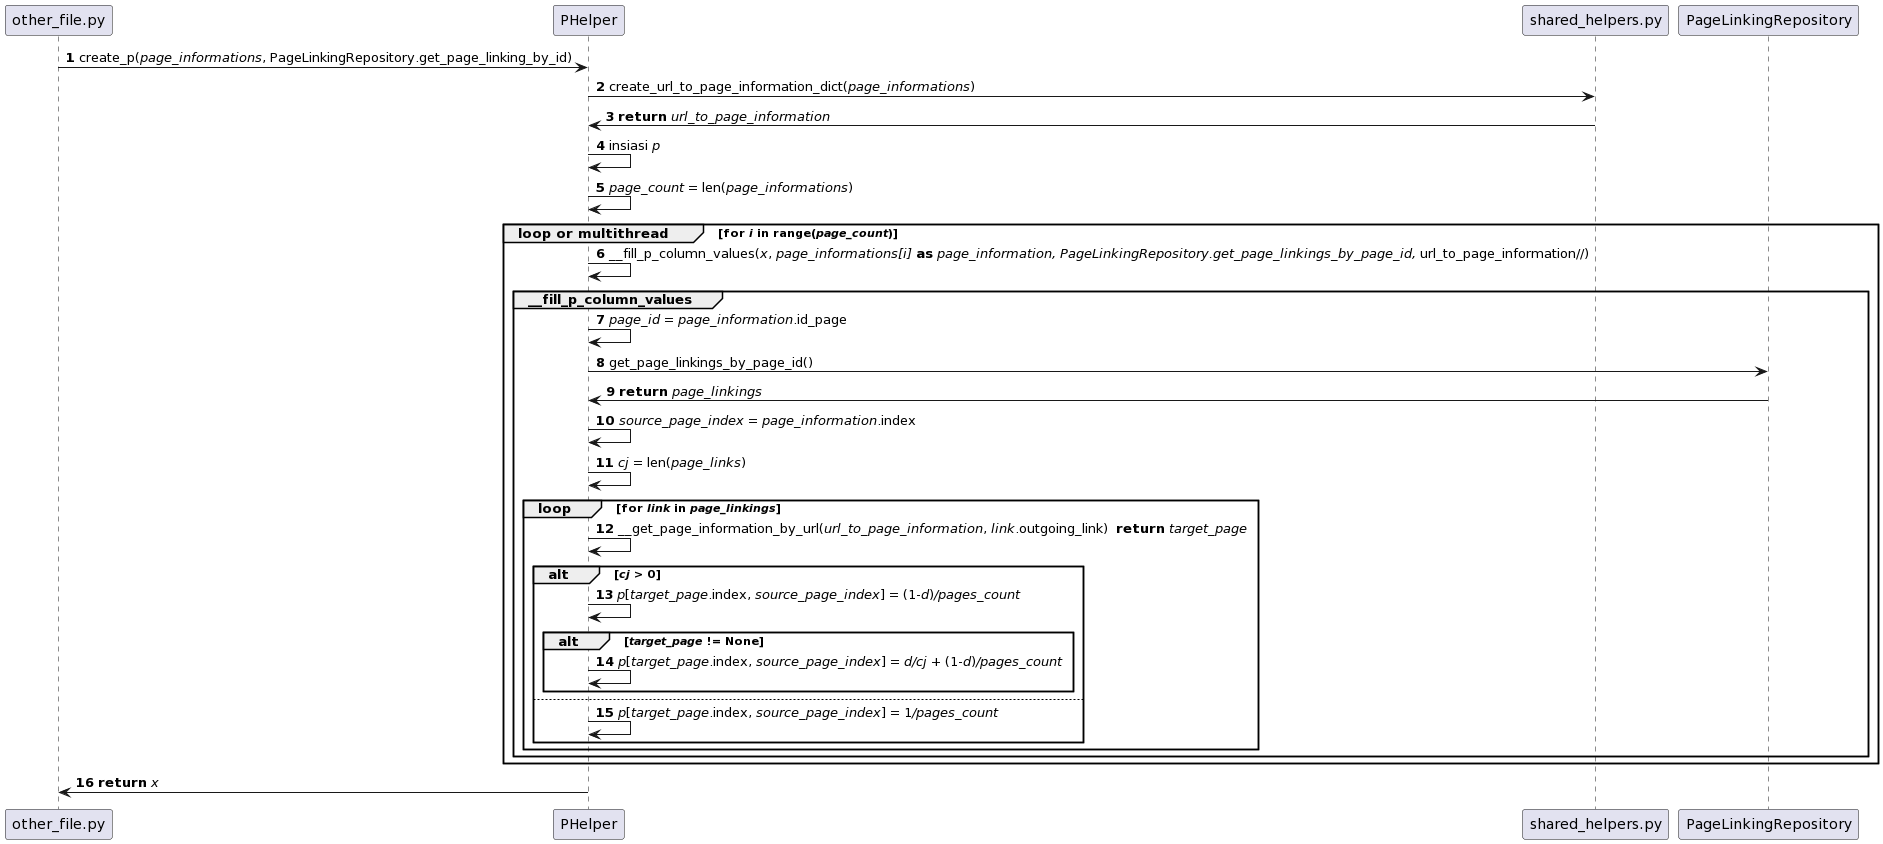 other_file.py PHelper shared_helpers.py PageLinkingRepository
1 create_p(page_informations, PageLinkingRepository.get_page_linking_by_id)
2 create_url_to_page_information_dict(page_informations)
3 return url_to_page_information
4 insiasi p
5 page_count = len(page_informations)
loop or multithread [for i in range(page_count)]
6 __fill_p_column_values(x, page_informations[i] as page_information, PageLinkingRepository.get_page_linkings_by_page_id, url_to_page_information//)
__fill_p_column_values
7 page_id = page_information.id_page
8 get_page_linkings_by_page_id()
9 return page_linkings
10 source_page_index = page_information.index
11 cj = len(page_links)
loop [for link in page_linkings]
12 __get_page_information_by_url(url_to_page_information, link.outgoing_link) return target_page
alt [cj > 0]
13 p[target_page.index, source_page_index] = (1-d)/pages_count
alt [target_page != None]
14 p[target_page.index, source_page_index] = d/cj + (1-d)/pages_count
15 p[target_page.index, source_page_index] = 1/pages_count
16 return x
other_file.py PHelper shared_helpers.py PageLinkingRepository